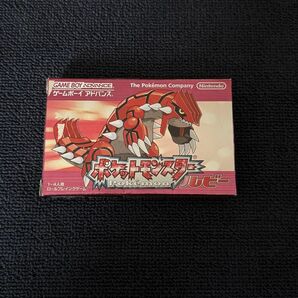 GAME BOY ADVANCE
ゲームボーイ アドバンス
The Pokémon Company
Nintendo
ポケットモンスター
ルビー
1~4人用
ロールプレイングゲーム